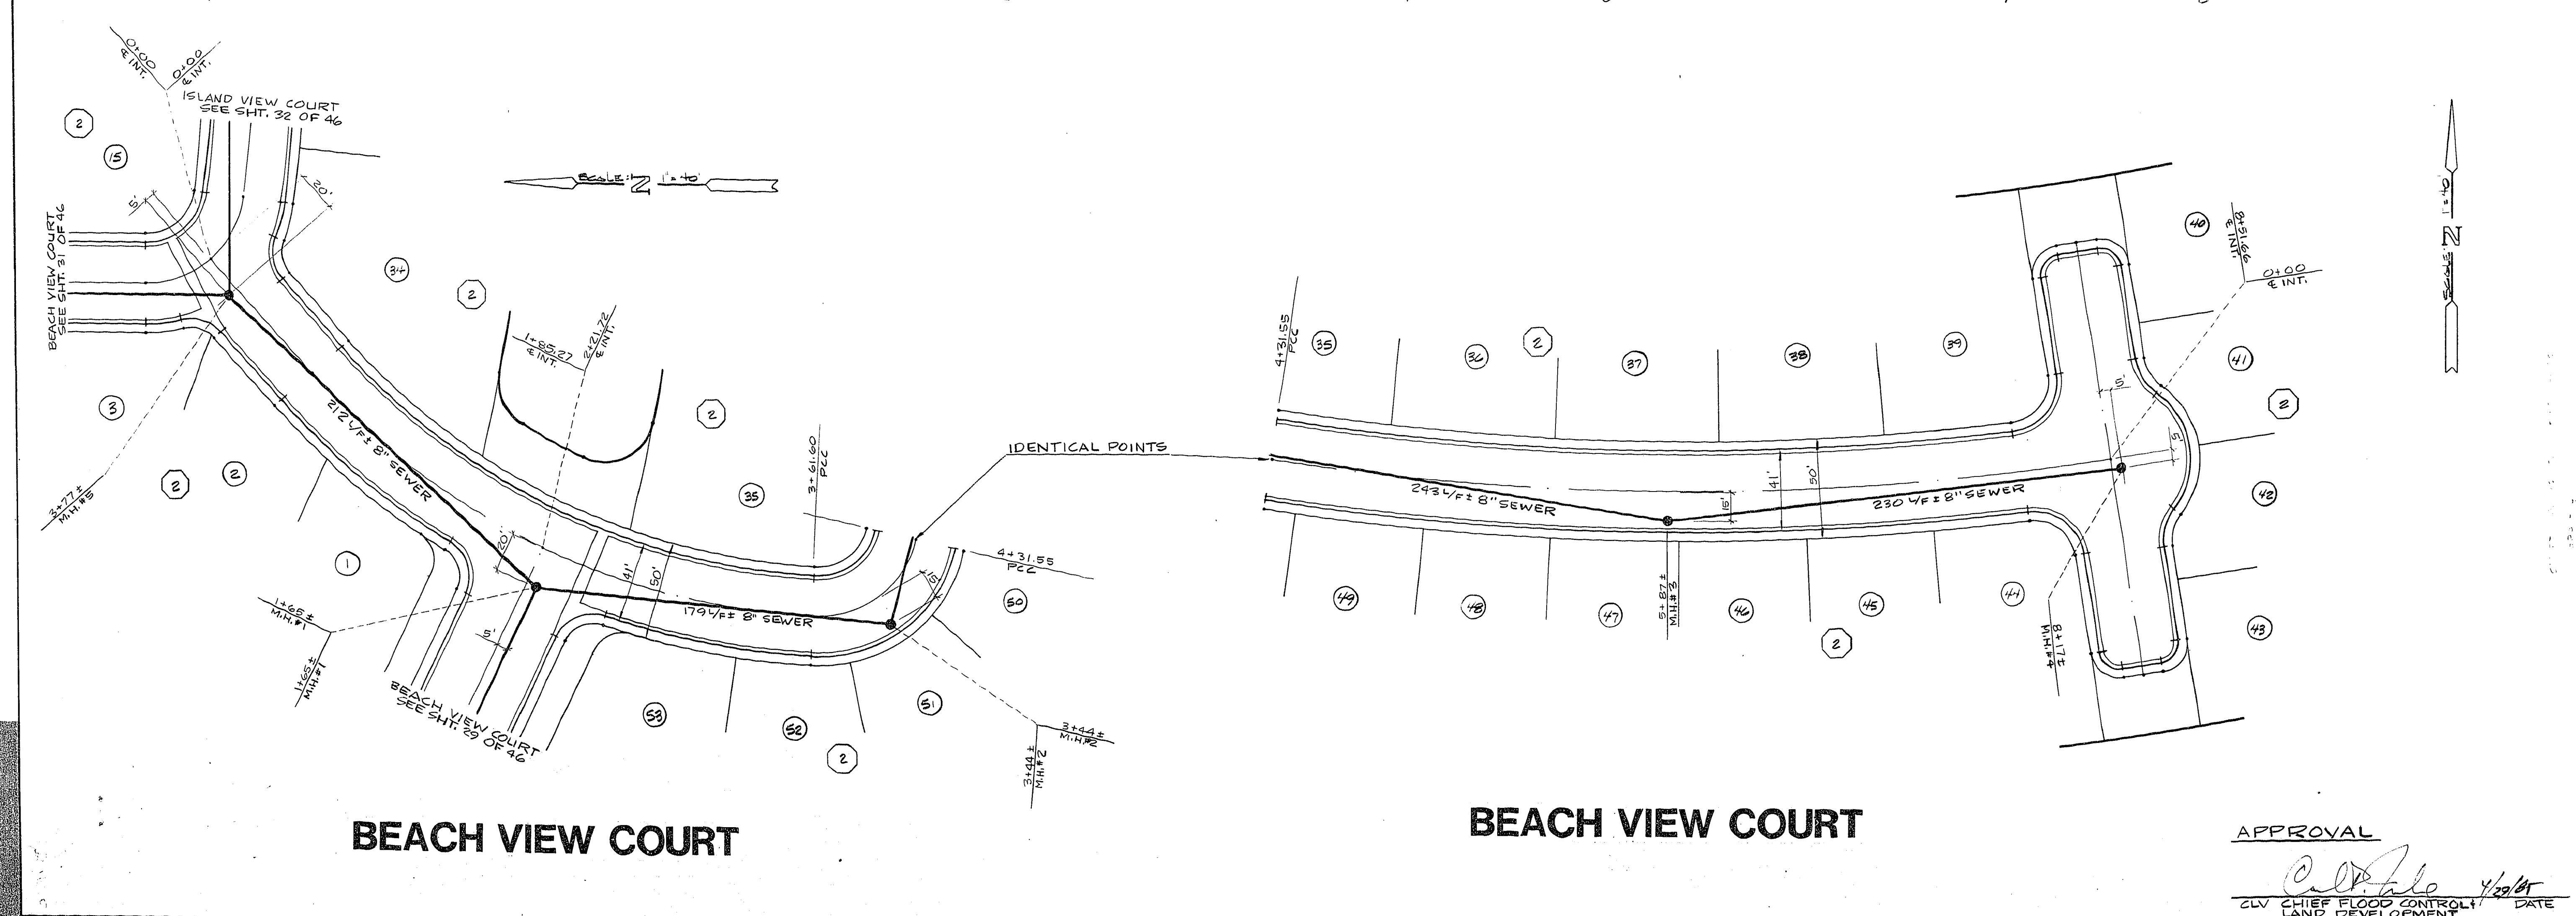 0+00
℄ INT.
0+00
℄ INT.
ISLAND VIEW COURT
SEE SHT. 32 OF 46
2
15
5'
20'
BEACH VIEW COURT
SEE SHT. 31 OF 46
SCALE: N 1"=40'
34
2
3
3+77±
M.H.#5
2
2
1
212 L/F± 8" SEWER
1+85.27
℄ INT.
2+21.72
℄ INT.
2
35
3+61.60
PCC
20'
41'
50'
179 L/F± 8" SEWER
15'
4+31.55
PCC
50
1+65±
M.H.#1
1+65±
M.H.#1
5'
BEACH VIEW COURT
SEE SHT. 29 OF 46
53
52
2
51
3+44±
M.H.#2
3+44±
M.H.#2
IDENTICAL POINTS
BEACH VIEW COURT
4+31.55
PCC
35
36
2
37
38
39
40
8+51.66
℄ INT.
0+00
℄ INT.
41
2
5'
5'
243 L/F± 8" SEWER
15'
41'
50'
230 L/F± 8" SEWER
42
49
48
47
5+87±
M.H.#3
46
45
2
44
8+17±
M.H.#4
43
SCALE: N 1"=40'
BEACH VIEW COURT
APPROVAL
4/29/85
CLV CHIEF FLOOD CONTROL & DATE
LAND DEVELOPMENT